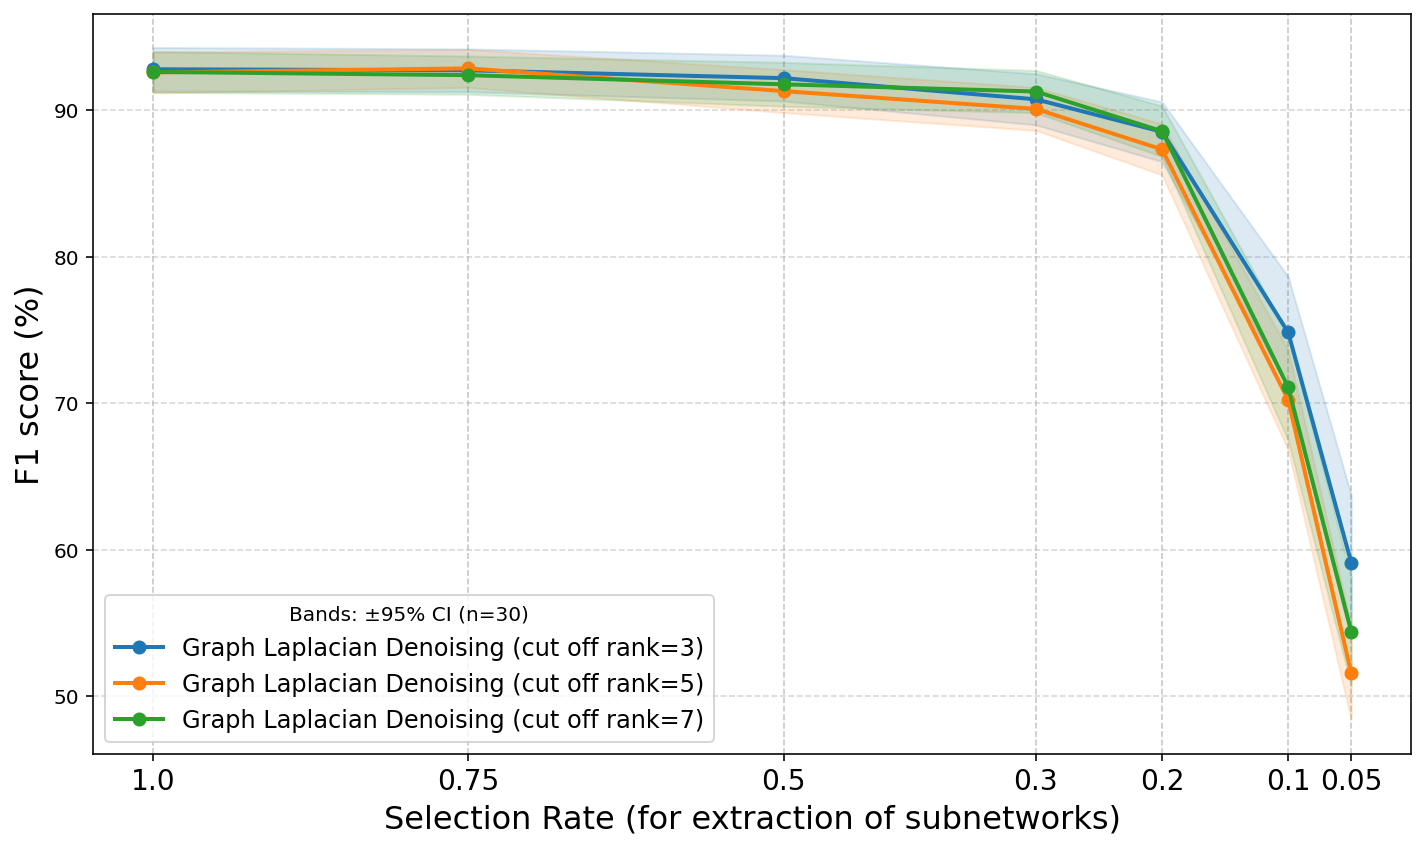 90
80
70
60
50
F1 score (%)
Bands: ±95% CI (n=30)
Graph Laplacian Denoising (cut off rank=3)
Graph Laplacian Denoising (cut off rank=5)
Graph Laplacian Denoising (cut off rank=7)
1.0 0.75 0.5 0.3 0.2 0.1 0.05
Selection Rate (for extraction of subnetworks)